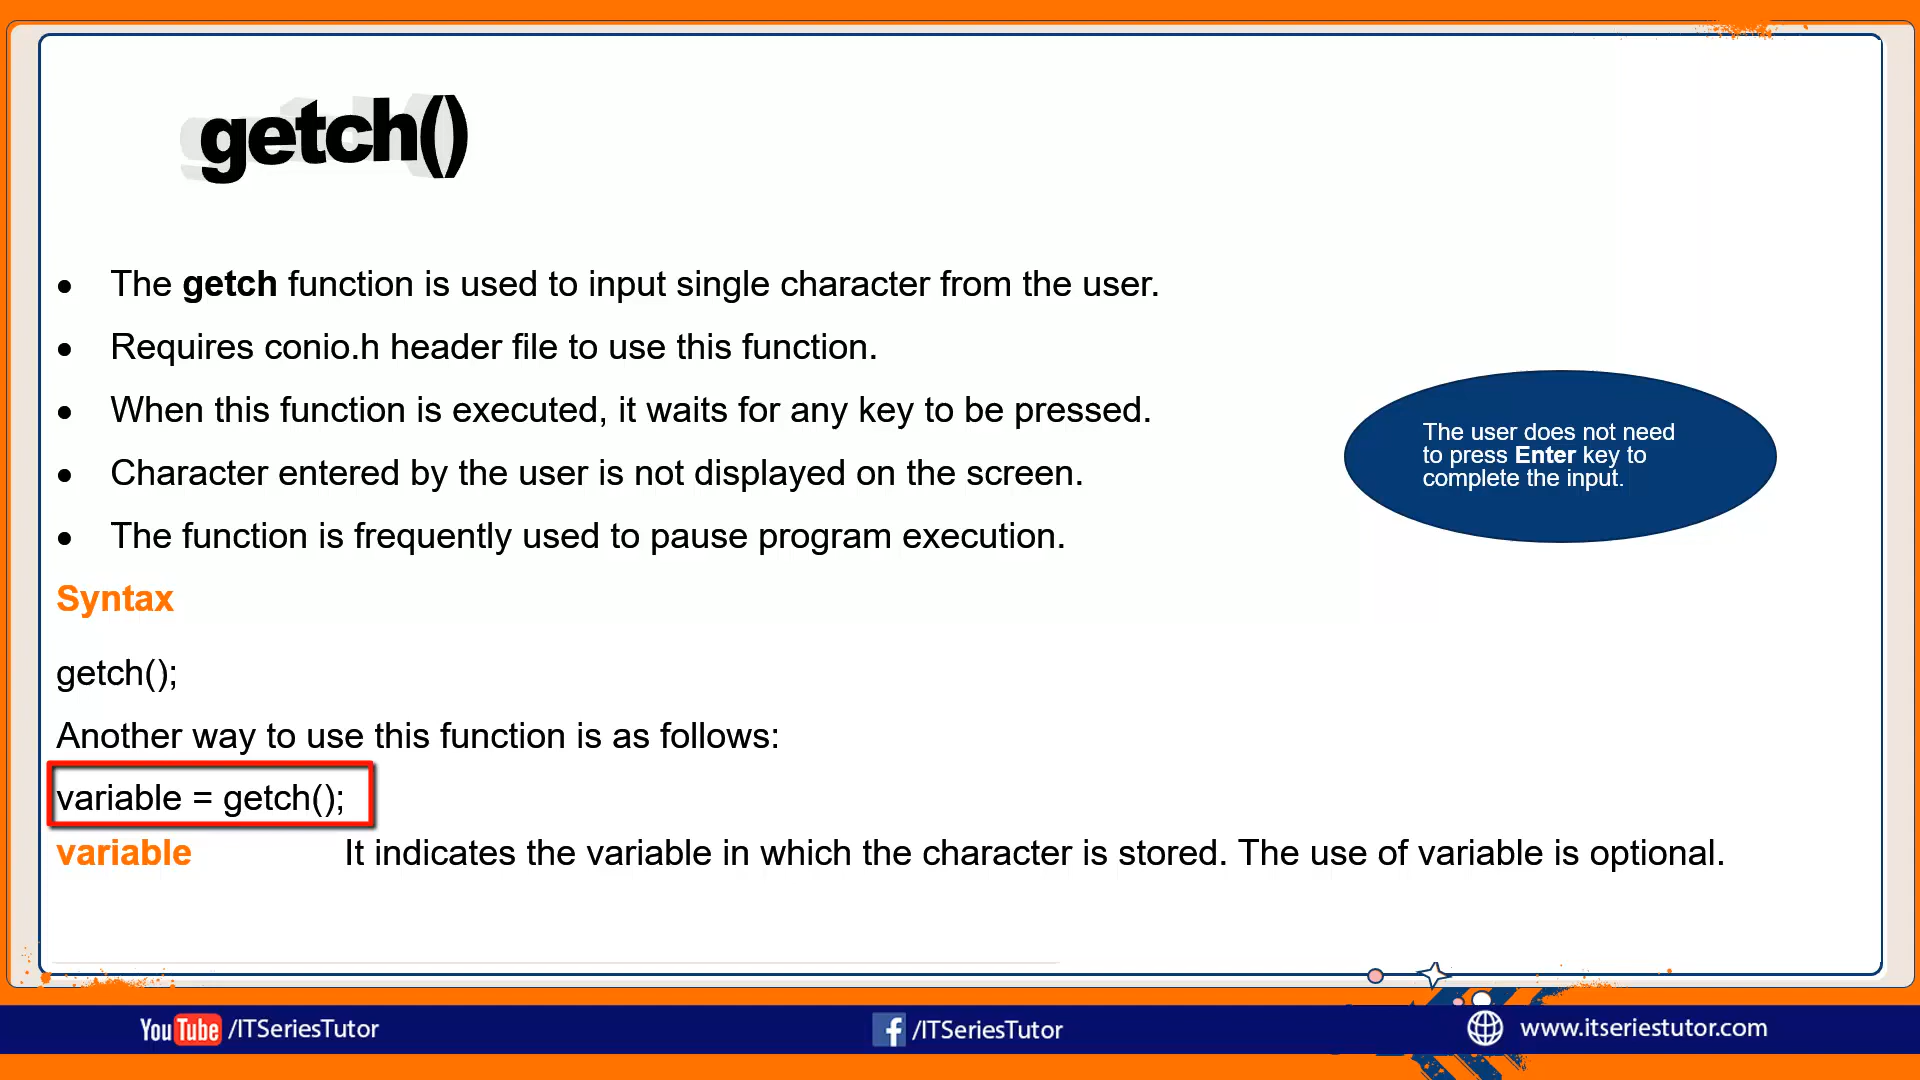 getch()
• The getch function is used to input single character from the user.
• Requires conio.h header file to use this function.
• When this function is executed, it waits for any key to be pressed.
• Character entered by the user is not displayed on the screen.
• The function is frequently used to pause program execution.
The user does not need
to press Enter key to
complete the input.
Syntax
getch();
Another way to use this function is as follows:
variable = getch();
variable It indicates the variable in which the character is stored. The use of variable is optional.
YouTube /ITSeriesTutor
f /ITSeriesTutor
www.itseriestutor.com